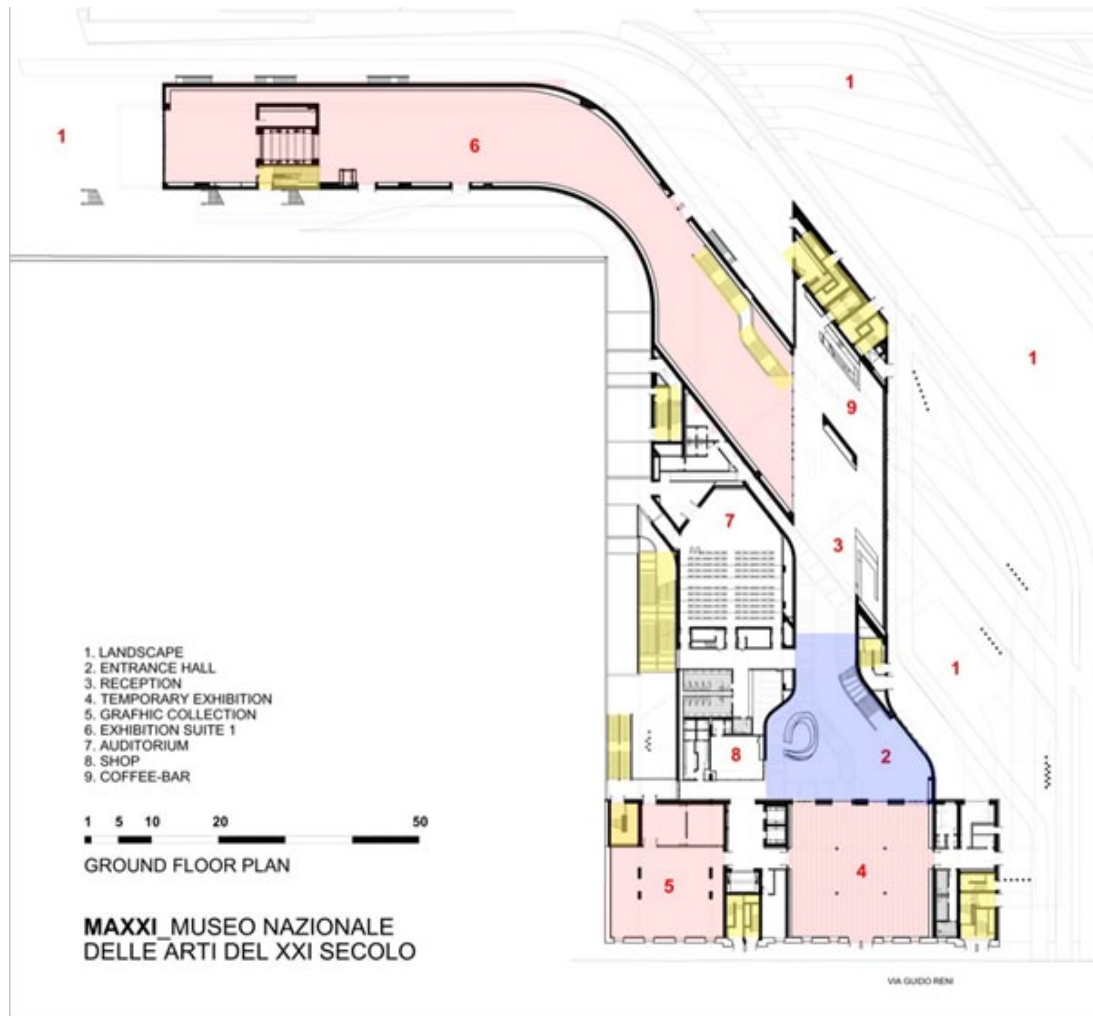 1
1
6
1
9
7
3
1. LANDSCAPE
2. ENTRANCE HALL
3. RECEPTION
4. TEMPORARY EXHIBITION
5. GRAFHIC COLLECTION
6. EXHIBITION SUITE 1
7. AUDITORIUM
8. SHOP
9. COFFEE-BAR
1
8
2
1 5 10 20 50
GROUND FLOOR PLAN
5
4
MAXXI_MUSEO NAZIONALE
DELLE ARTI DEL XXI SECOLO
VIA GUIDO RENI